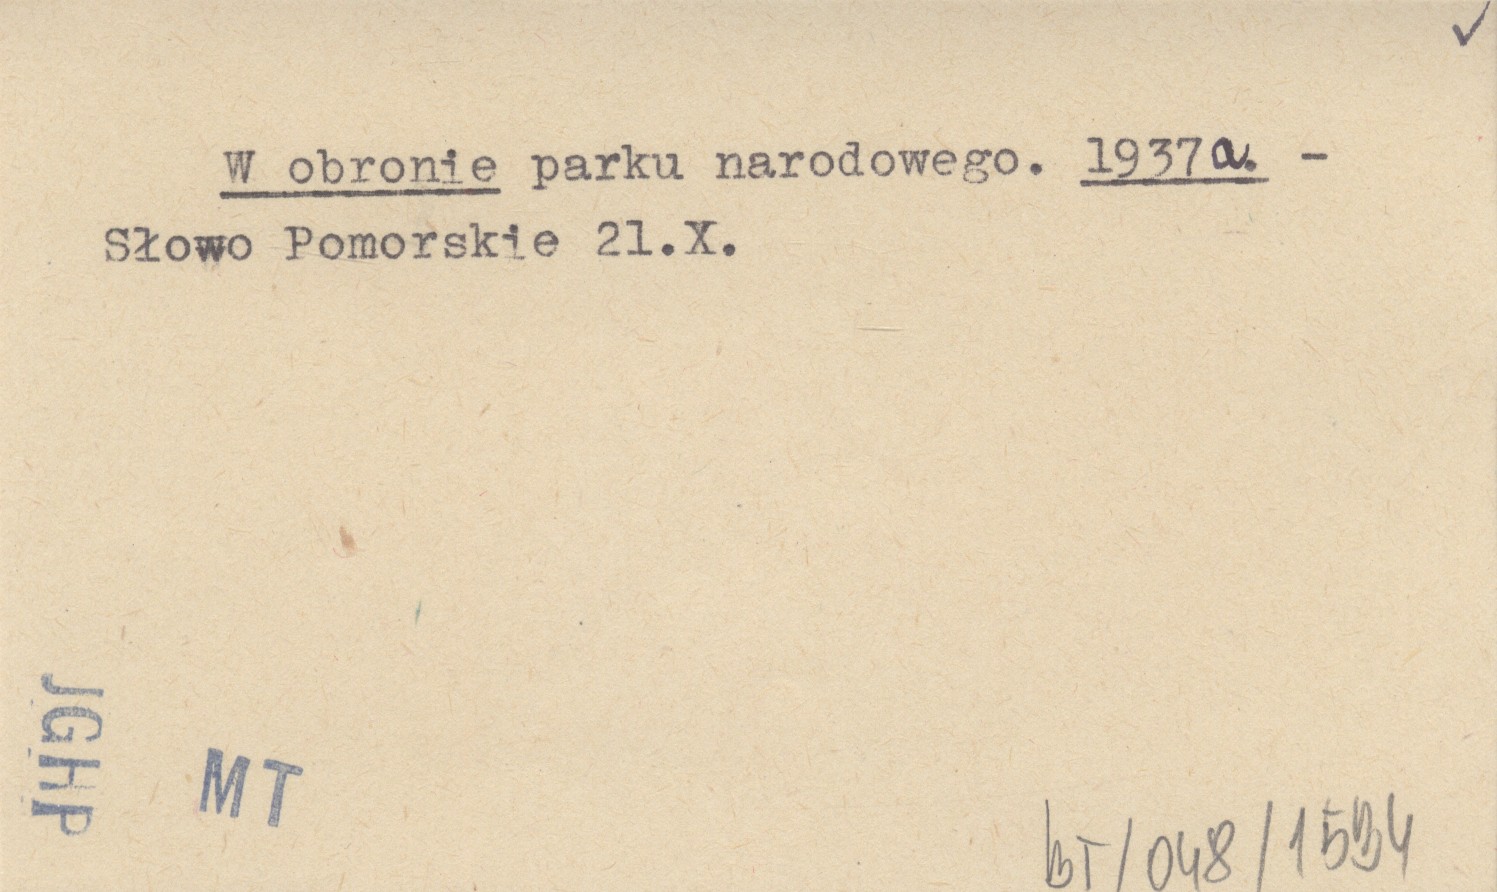 W obronie parku narodowego. 1937a. -
Słowo Pomorskie 21.X.
JGHP
MT
BT/048/1534